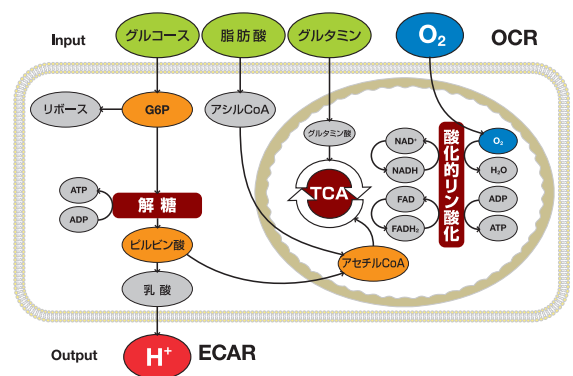 Input
グルコース
脂肪酸
グルタミン
O₂
OCR
リボース
G6P
アシルCoA
グルタミン酸
NAD⁺
NADH
FAD
FADH₂
酸化的リン酸化
O₂
H₂O
ADP
ATP
TCA
ATP
ADP
解糖
ピルビン酸
アセチルCoA
乳酸
Output
H⁺
ECAR